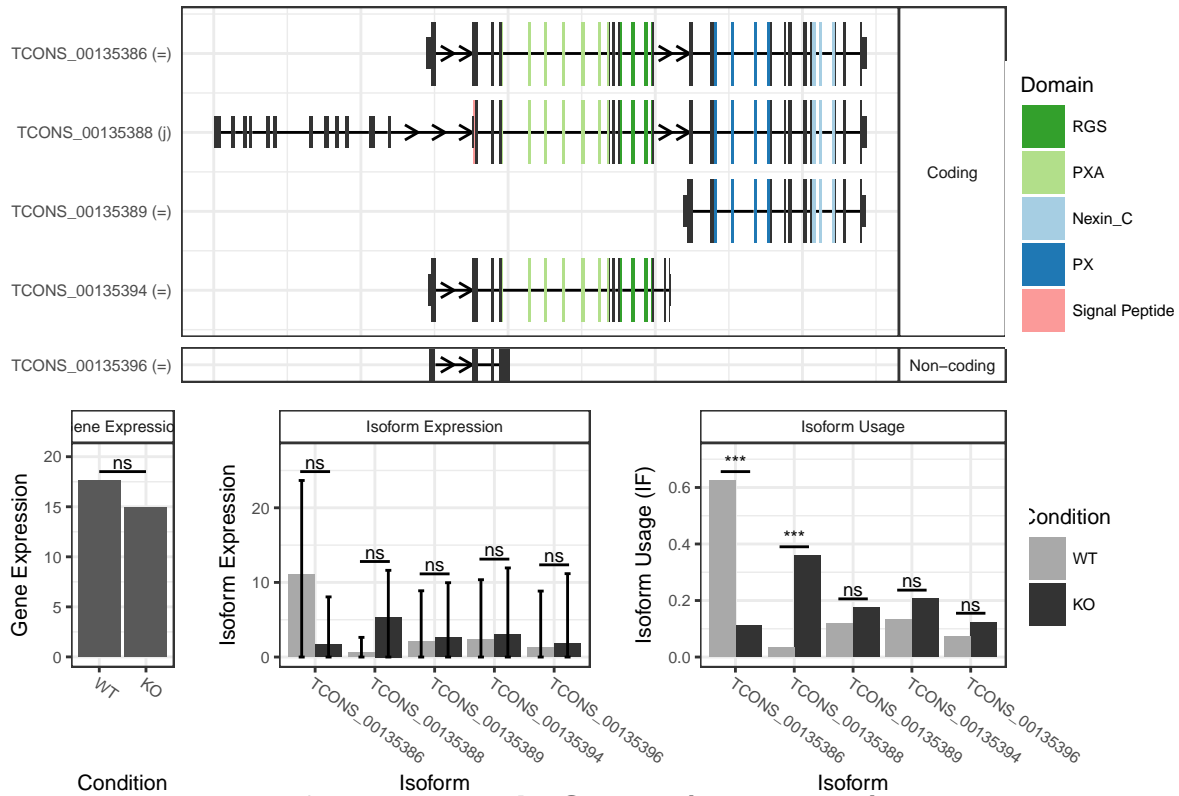 TCONS_00135386 (=)
TCONS_00135388 (j)
TCONS_00135389 (=)
TCONS_00135394 (=)
TCONS_00135396 (=)
Coding
Non−coding
Domain
RGS
PXA
Nexin_C
PX
Signal Peptide
ene Expressio
Gene Expression
20
15
10
5
0
ns
WT
KO
Condition
Isoform Expression
Isoform Expression
20
10
0
ns
ns
ns
ns
ns
TCONS_00135386
TCONS_00135388
TCONS_00135389
TCONS_00135394
TCONS_00135396
Isoform
Isoform Usage
Isoform Usage (IF)
0.6
0.4
0.2
0.0
***
***
ns
ns
ns
TCONS_00135386
TCONS_00135388
TCONS_00135389
TCONS_00135394
TCONS_00135396
Isoform
Condition
WT
KO